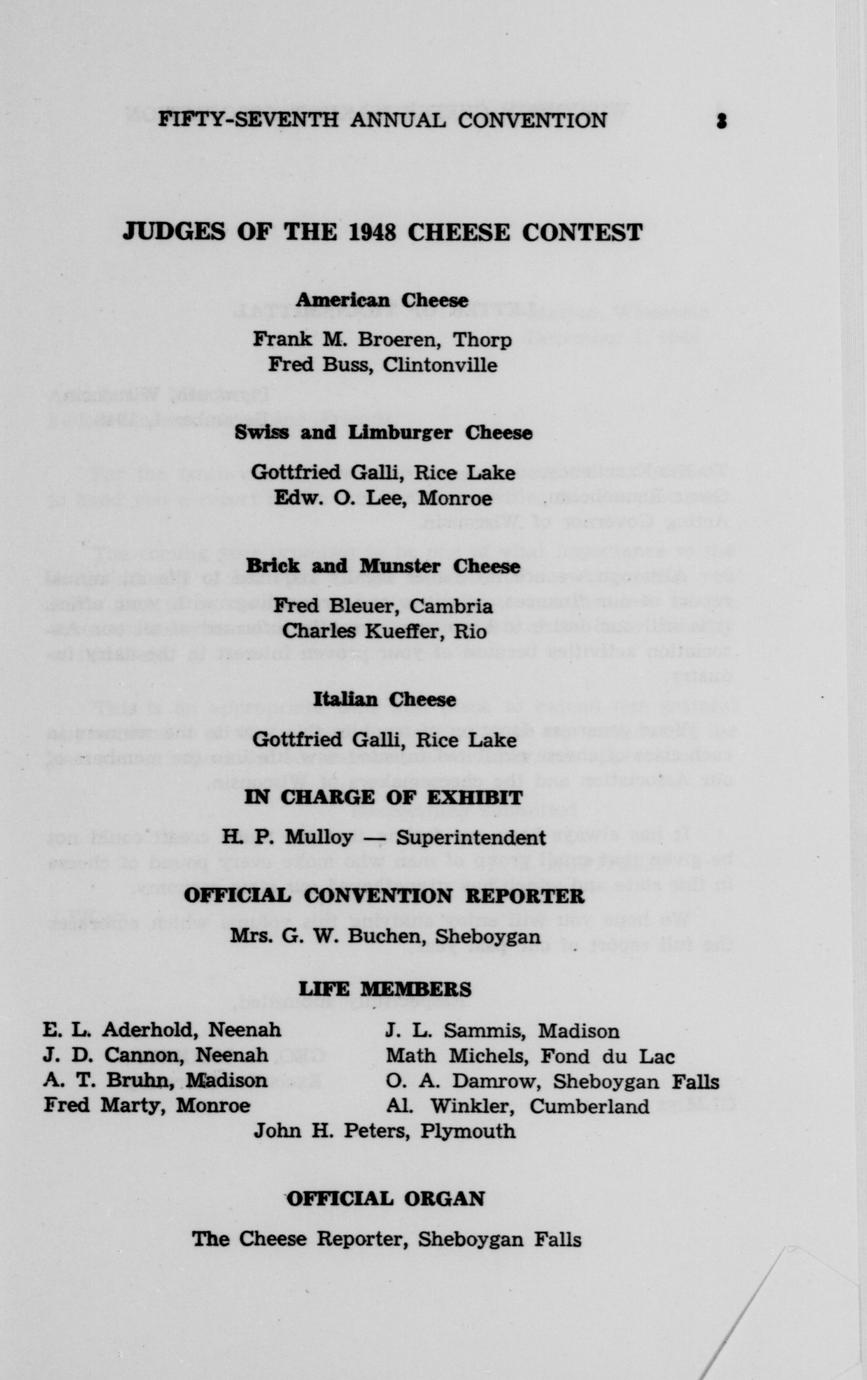 FIFTY-SEVENTH ANNUAL CONVENTION 3
JUDGES OF THE 1948 CHEESE CONTEST
American Cheese
Frank M. Broeren, Thorp
Fred Buss, Clintonville
Swiss and Limburger Cheese
Gottfried Galli, Rice Lake
Edw. O. Lee, Monroe
Brick and Munster Cheese
Fred Bleuer, Cambria
Charles Kueffer, Rio
Italian Cheese
Gottfried Galli, Rice Lake
IN CHARGE OF EXHIBIT
H. P. Mulloy — Superintendent
OFFICIAL CONVENTION REPORTER
Mrs. G. W. Buchen, Sheboygan
LIFE MEMBERS
E. L. Aderhold, Neenah
J. D. Cannon, Neenah
A. T. Bruhn, Madison
Fred Marty, Monroe
J. L. Sammis, Madison
Math Michels, Fond du Lac
O. A. Damrow, Sheboygan Falls
Al. Winkler, Cumberland
John H. Peters, Plymouth
OFFICIAL ORGAN
The Cheese Reporter, Sheboygan Falls